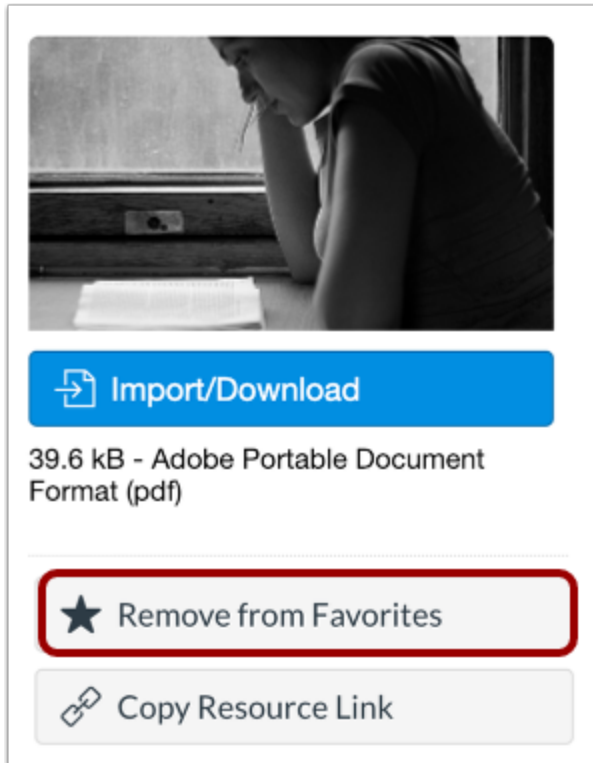 Import/Download
39.6 kB - Adobe Portable Document
Format (pdf)
Remove from Favorites
Copy Resource Link